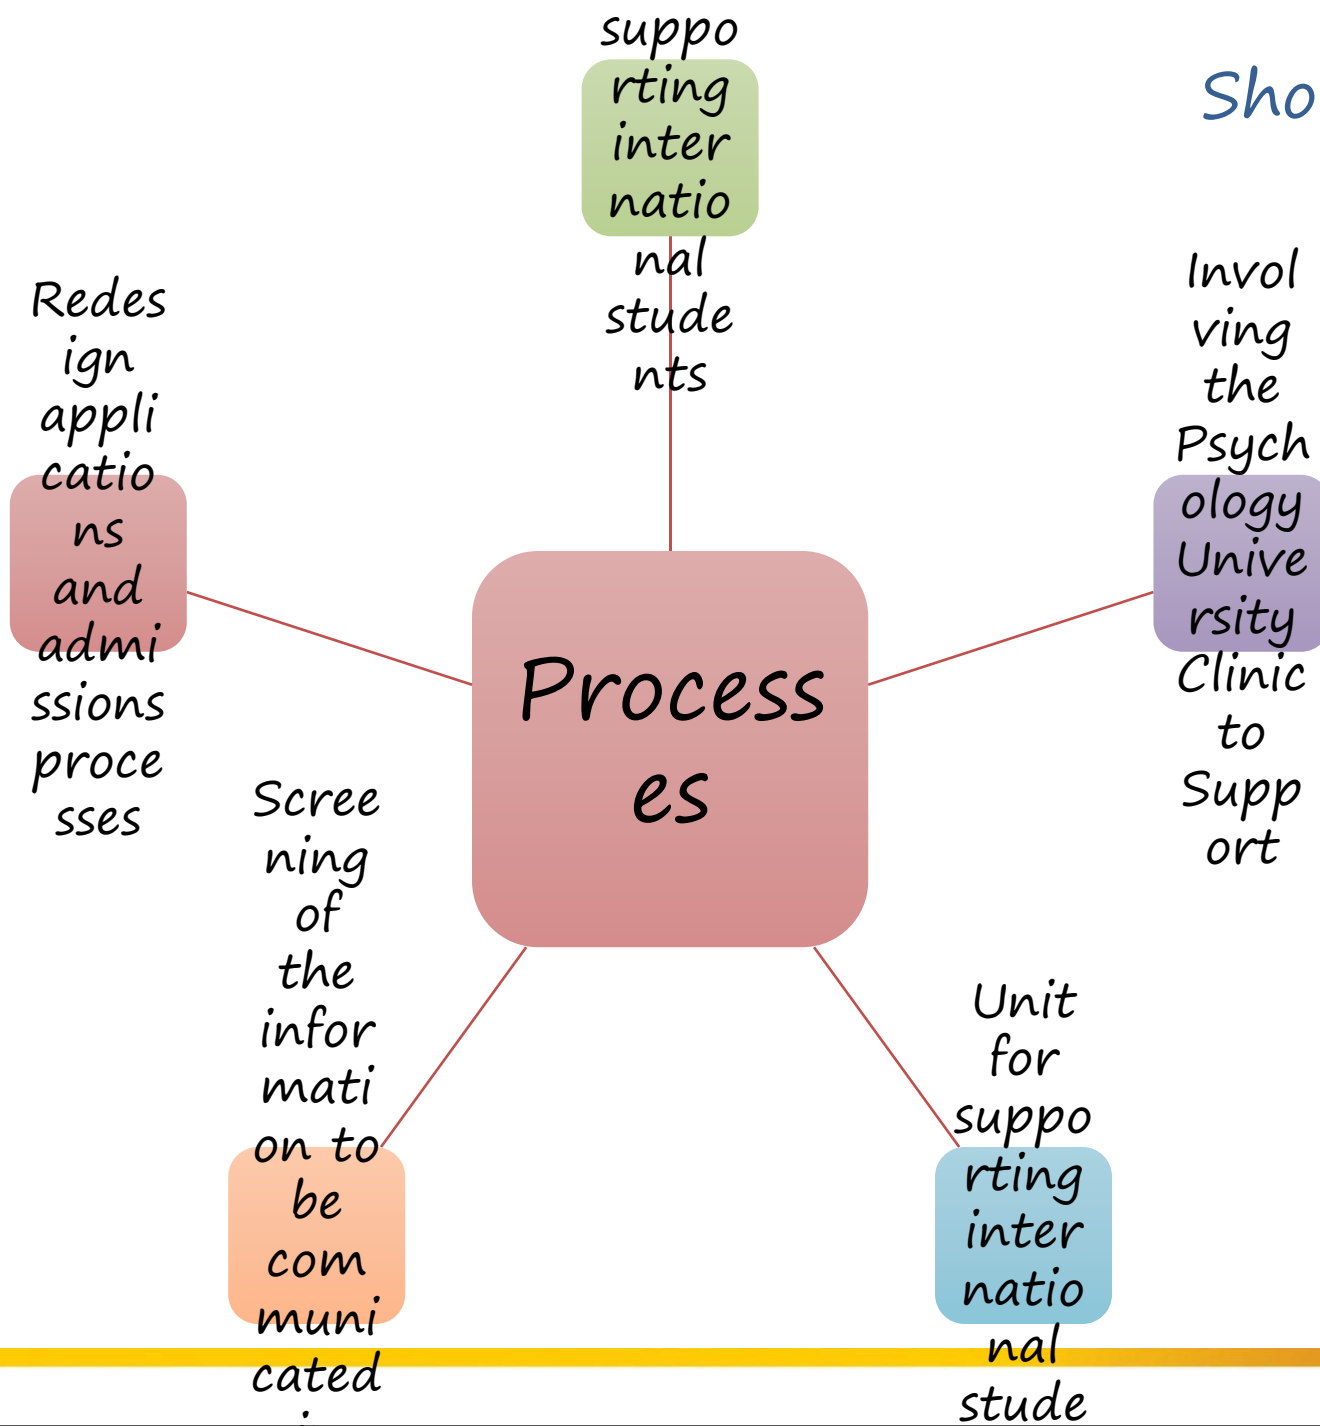 suppo
rting
inter
natio
nal
stude
nts
Sho
Invol
ving
the
Psych
ology
Unive
rsity
Clinic
to
Supp
ort
Redes
ign
appli
catio
ns
and
admi
ssions
proce
sses
Process
es
Scree
ning
of
the
infor
mati
on to
be
com
muni
cated
Unit
for
suppo
rting
inter
natio
nal
stude